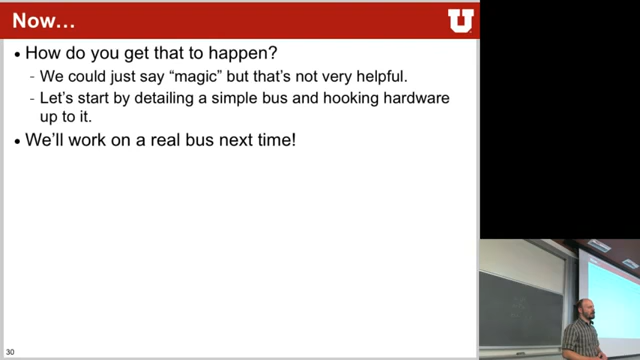 Now…
U
• How do you get that to happen?
- We could just say “magic” but that’s not very helpful.
- Let’s start by detailing a simple bus and hooking hardware
up to it.
• We’ll work on a real bus next time!
30